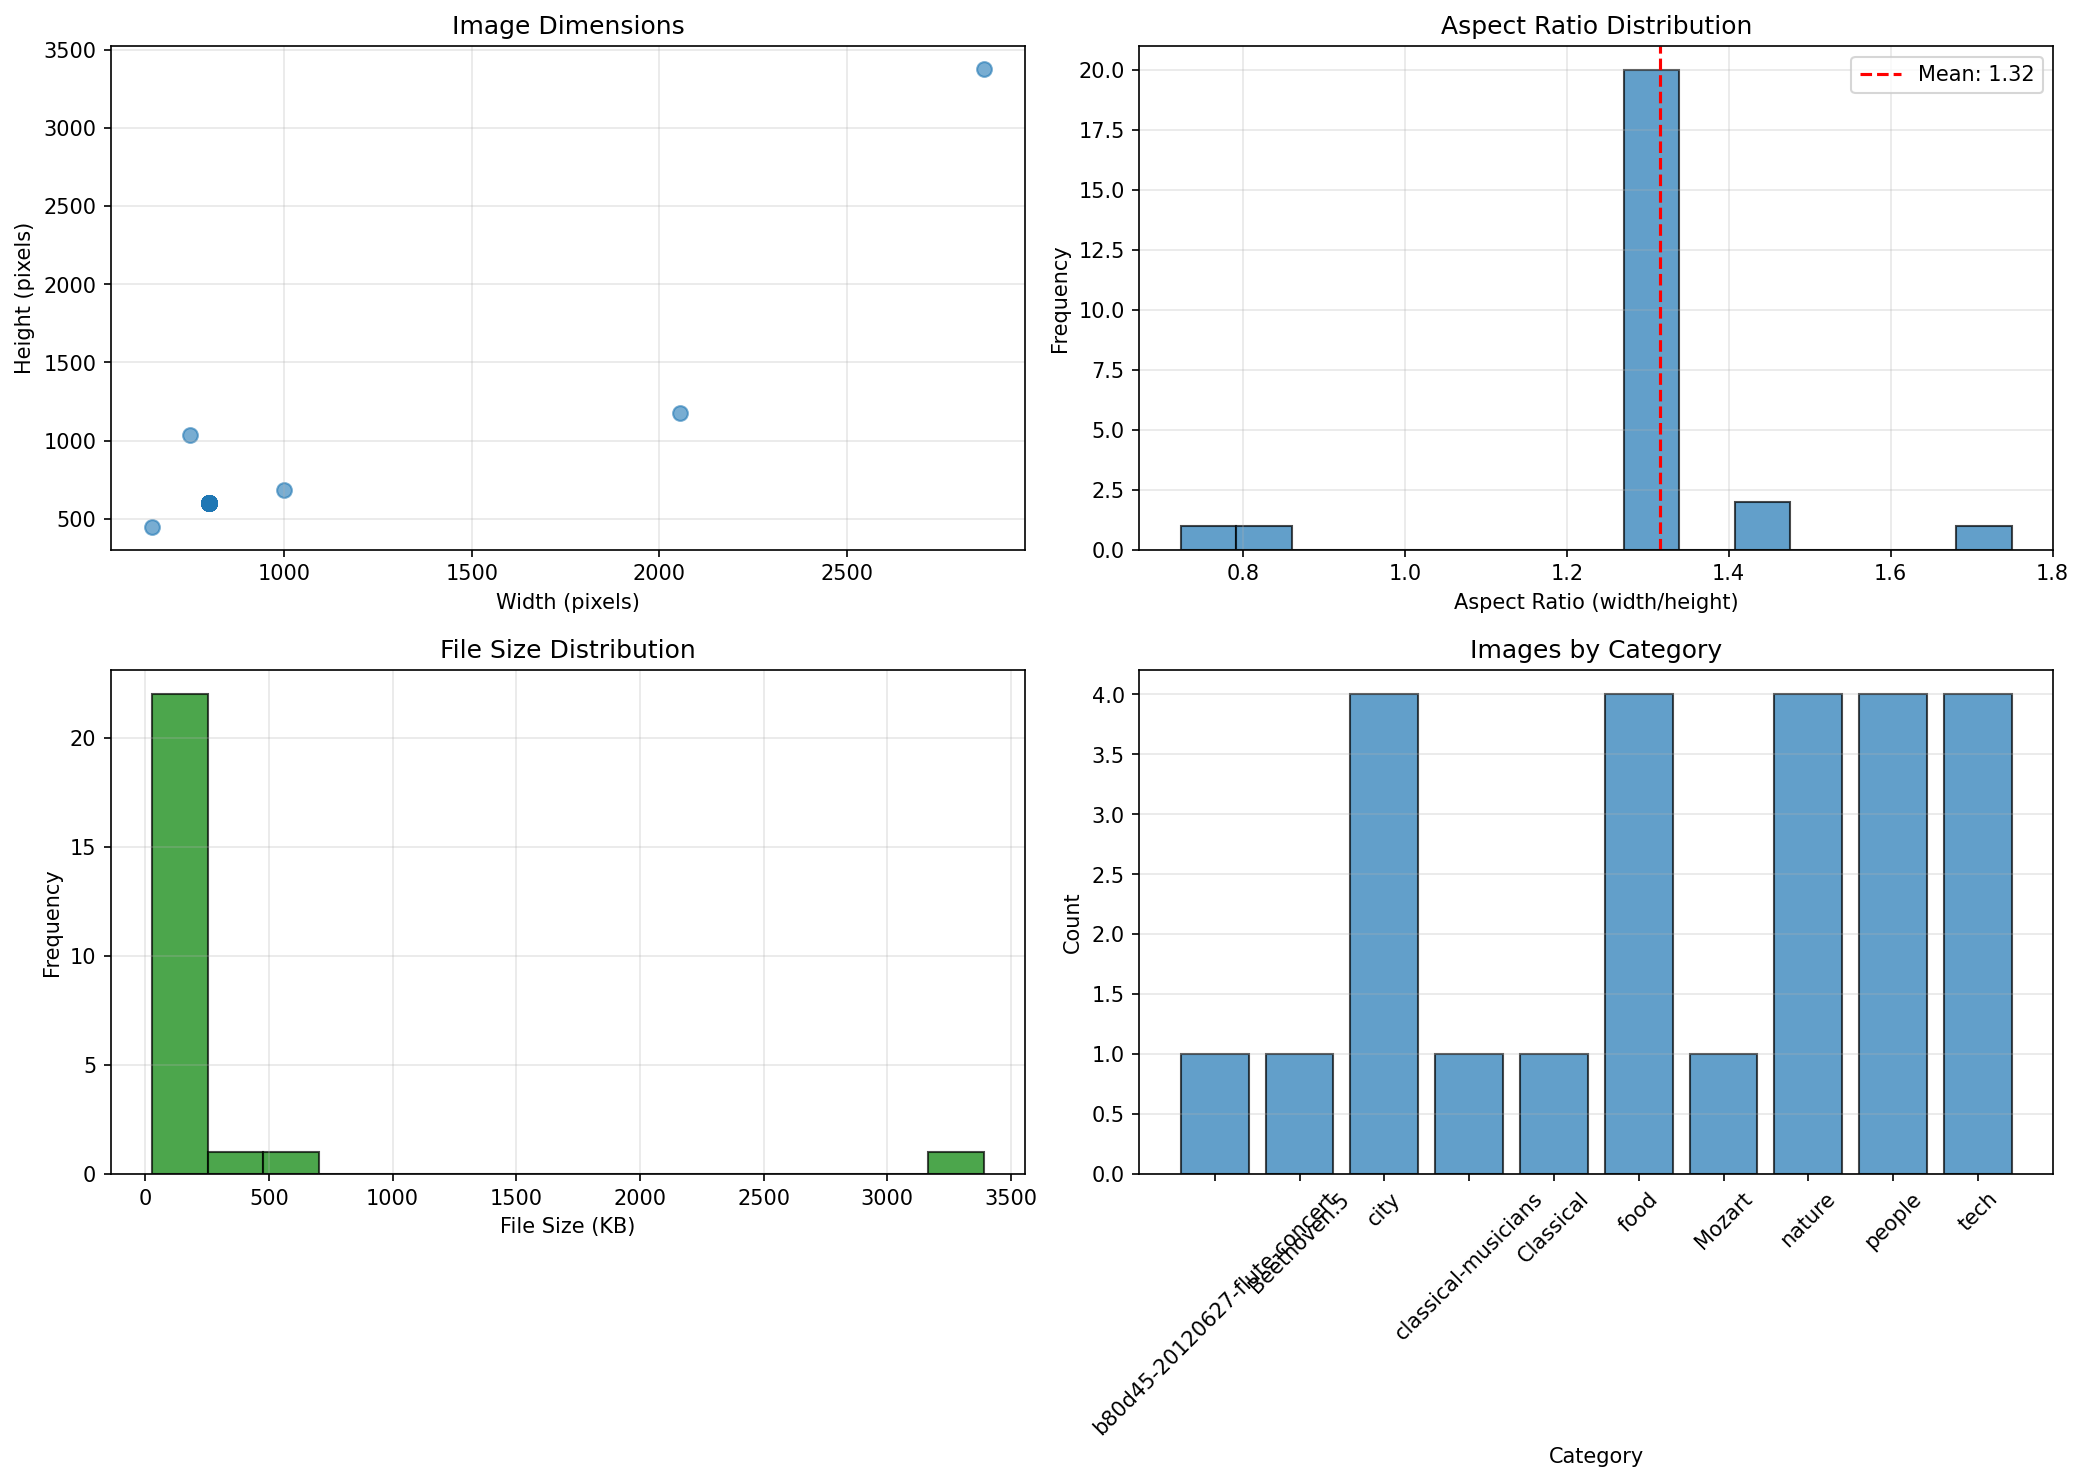 Image Dimensions
3500
3000
2500
2000
1500
1000
500
Height (pixels)
1000
1500
2000
2500
Width (pixels)
Aspect Ratio Distribution
Mean: 1.32
20.0
17.5
15.0
12.5
10.0
7.5
5.0
2.5
0.0
Frequency
0.8
1.0
1.2
1.4
1.6
1.8
Aspect Ratio (width/height)
File Size Distribution
20
15
10
5
0
Frequency
0
500
1000
1500
2000
2500
3000
3500
File Size (KB)
Images by Category
4.0
3.5
3.0
2.5
2.0
1.5
1.0
0.5
0.0
Count
b80d45-20120627-flute-concert
Beethoven.5
city
classical-musicians
Classical
food
Mozart
nature
people
tech
Category